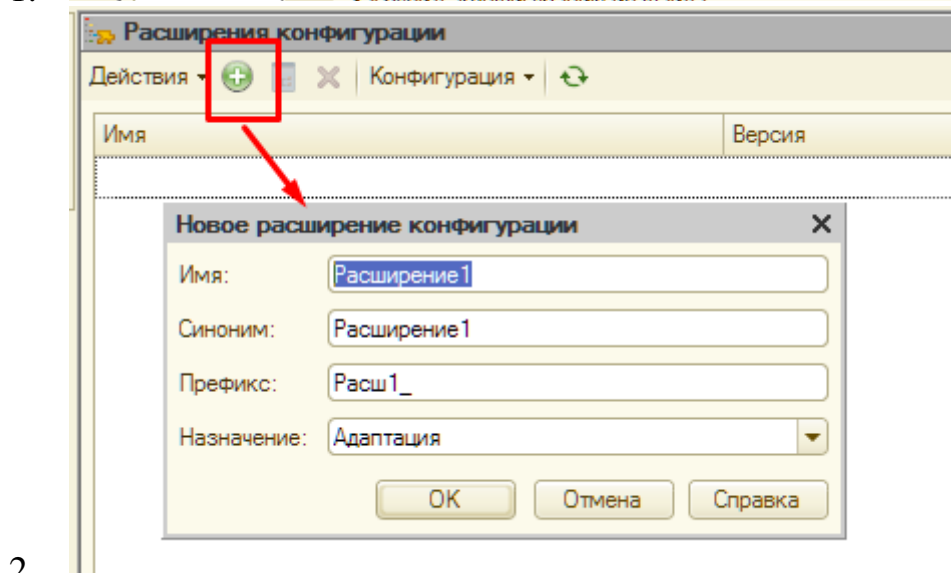 Расширения конфигурации
Действия Конфигурация
Имя Версия
Новое расширение конфигурации
Имя: Расширение1
Синоним: Расширение1
Префикс: Расш1_
Назначение: Адаптация
ОК Отмена Справка
2